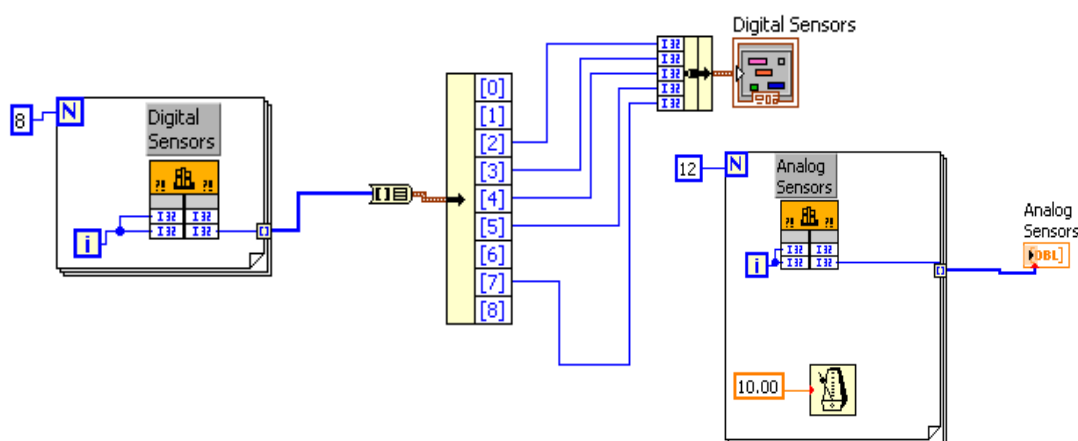 Digital Sensors
8
N
Digital
Sensors
?! ?!
I32 I32
I32 I32
i
[ ]
[ ]
[0]
[1]
[2]
[3]
[4]
[5]
[6]
[7]
[8]
I32
I32
I32
I32
I32
12
N
Analog
Sensors
?! ?!
I32 I32
I32 I32
i
[ ]
Analog
Sensors
DBL]
10.00